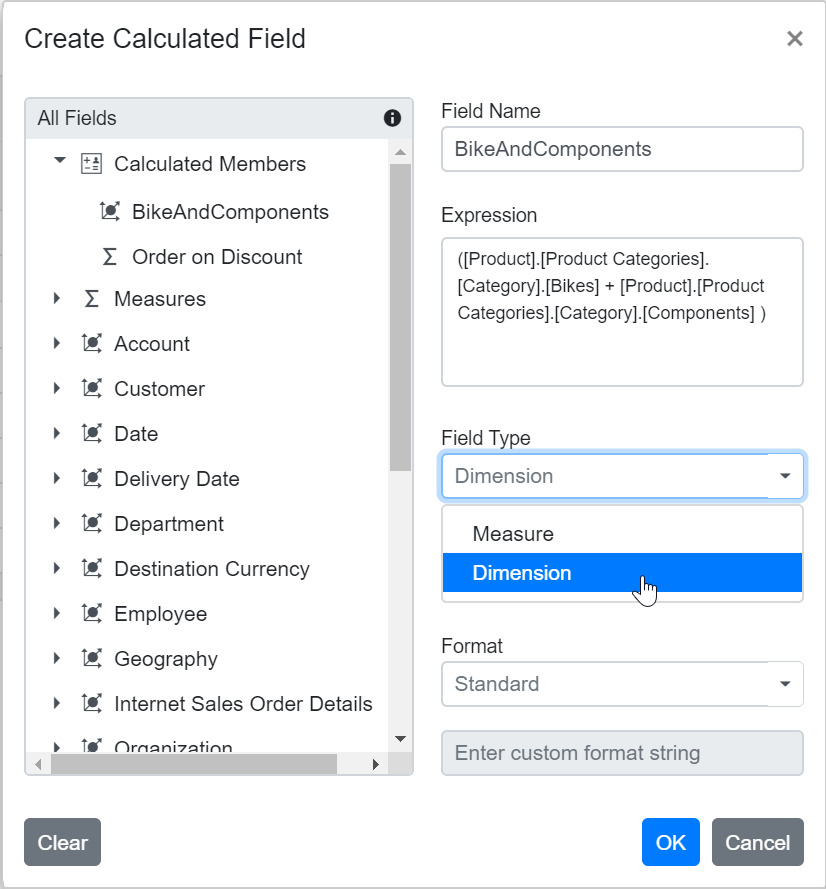 Create Calculated Field
All Fields
Calculated Members
BikeAndComponents
Order on Discount
Measures
Account
Customer
Date
Delivery Date
Department
Destination Currency
Employee
Geography
Internet Sales Order Details
Organization
Clear
Field Name
BikeAndComponents
Expression
([Product].[Product Categories].
[Category].[Bikes] + [Product].[Product
Categories].[Category].[Components] )
Field Type
Dimension
Measure
Dimension
Format
Standard
Enter custom format string
OK
Cancel